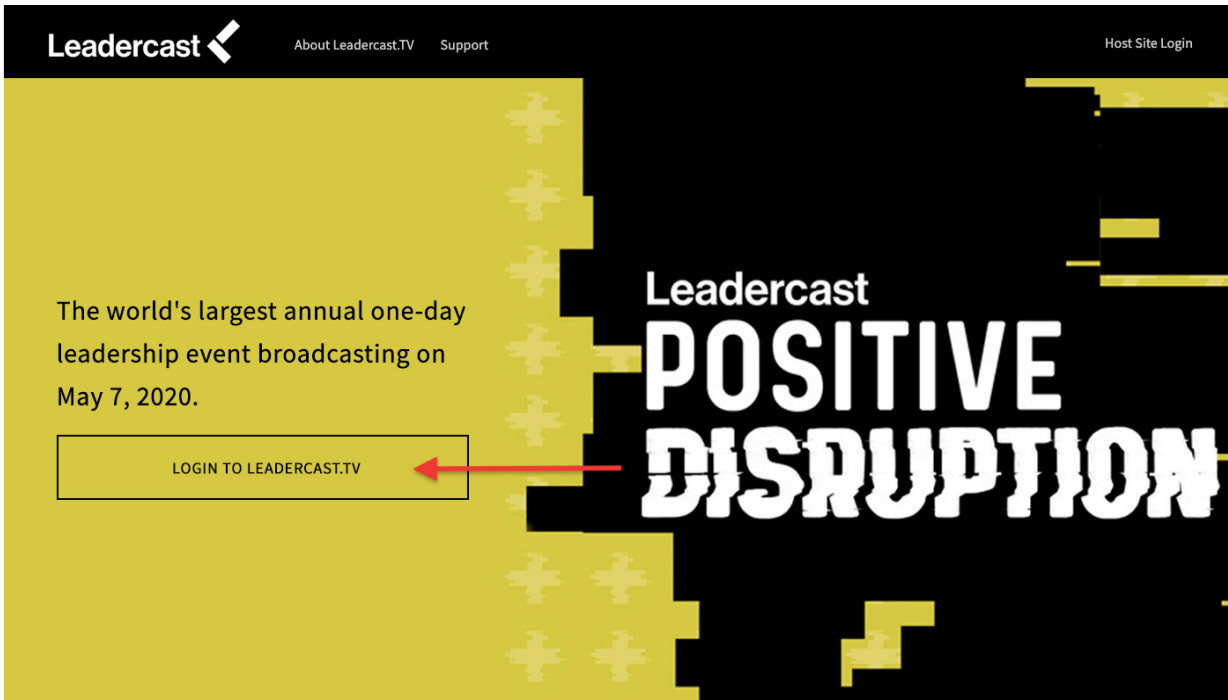 Leadercast
About Leadercast.TV
Support
Host Site Login
The world's largest annual one-day
leadership event broadcasting on
May 7, 2020.
LOGIN TO LEADERCAST.TV
Leadercast
POSITIVE
DISRUPTION